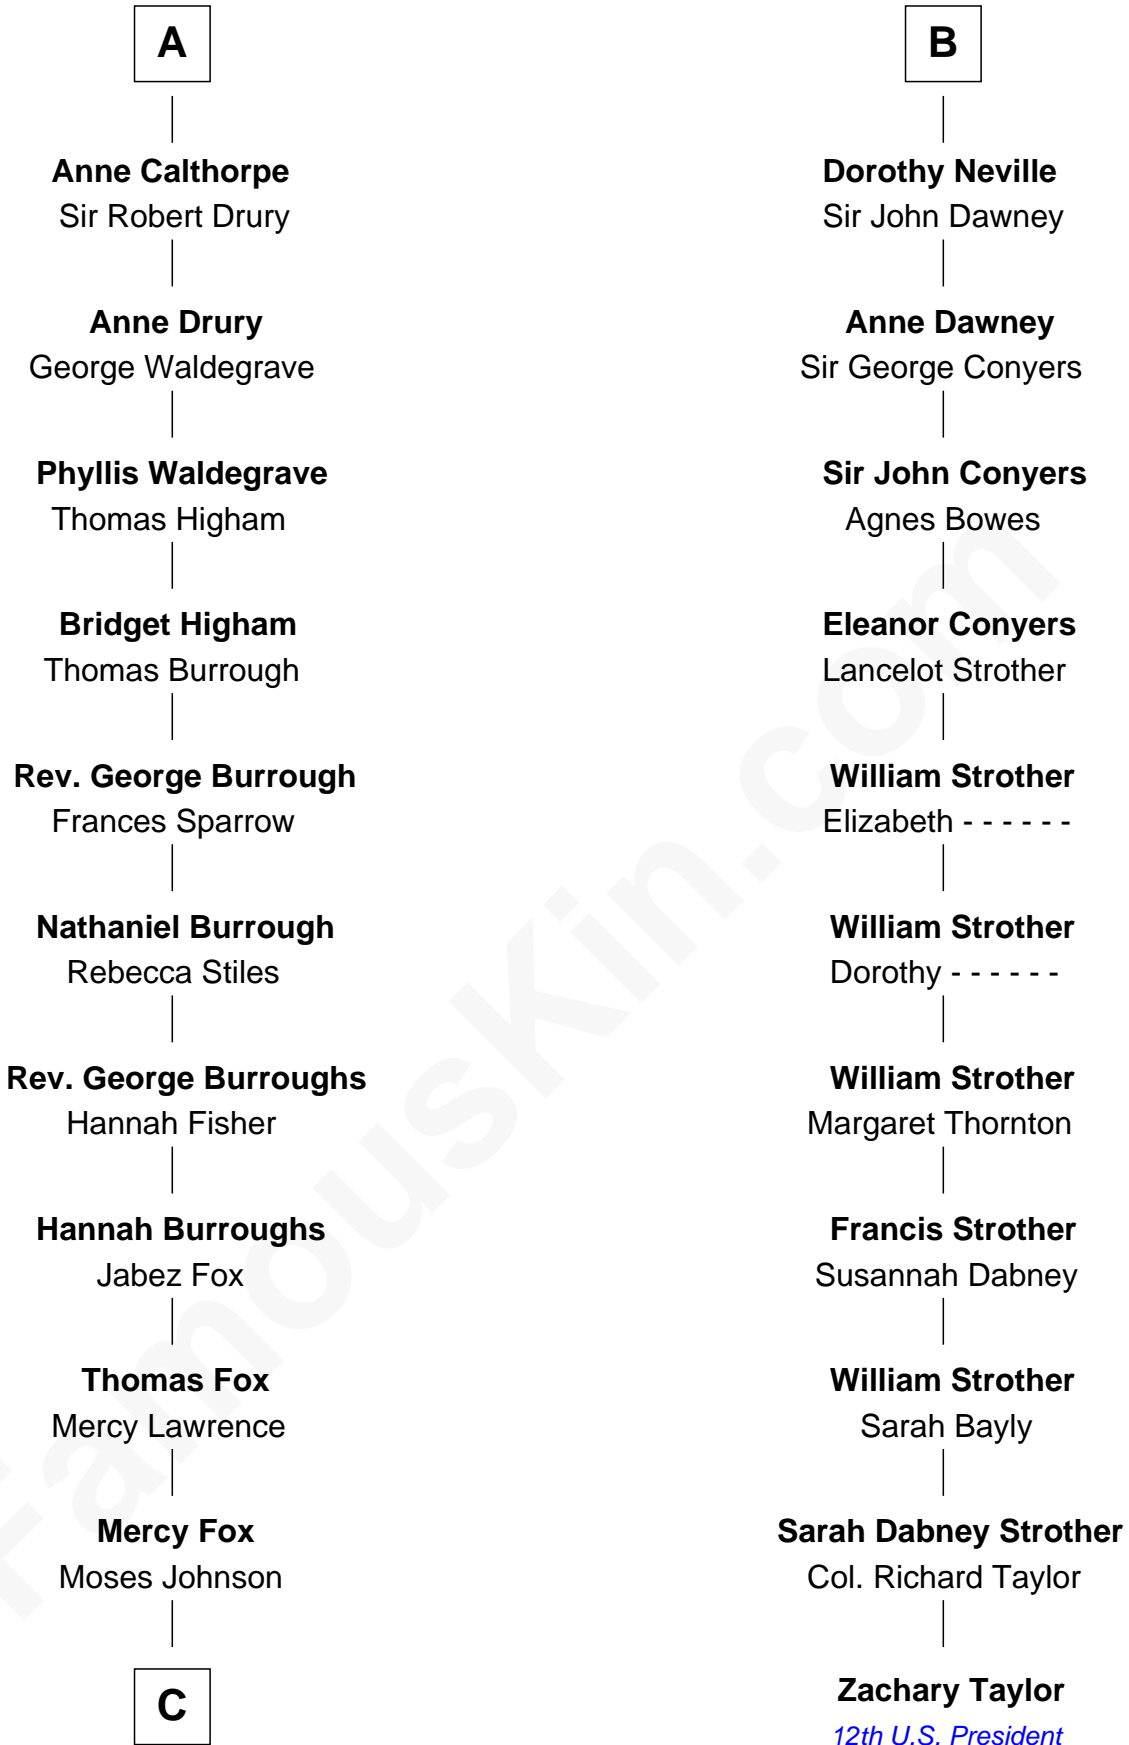 A
Anne Calthorpe
Sir Robert Drury
Anne Drury
George Waldegrave
Phyllis Waldegrave
Thomas Higham
Bridget Higham
Thomas Burrough
Rev. George Burrough
Frances Sparrow
Nathaniel Burrough
Rebecca Stiles
Rev. George Burroughs
Hannah Fisher
Hannah Burroughs
Jabez Fox
Thomas Fox
Mercy Lawrence
Mercy Fox
Moses Johnson
C
B
Dorothy Neville
Sir John Dawney
Anne Dawney
Sir George Conyers
Sir John Conyers
Agnes Bowes
Eleanor Conyers
Lancelot Strother
William Strother
Elizabeth - - - - - -
William Strother
Dorothy - - - - - -
William Strother
Margaret Thornton
Francis Strother
Susannah Dabney
William Strother
Sarah Bayly
Sarah Dabney Strother
Col. Richard Taylor
Zachary Taylor
12th U.S. President
FamousKin.com